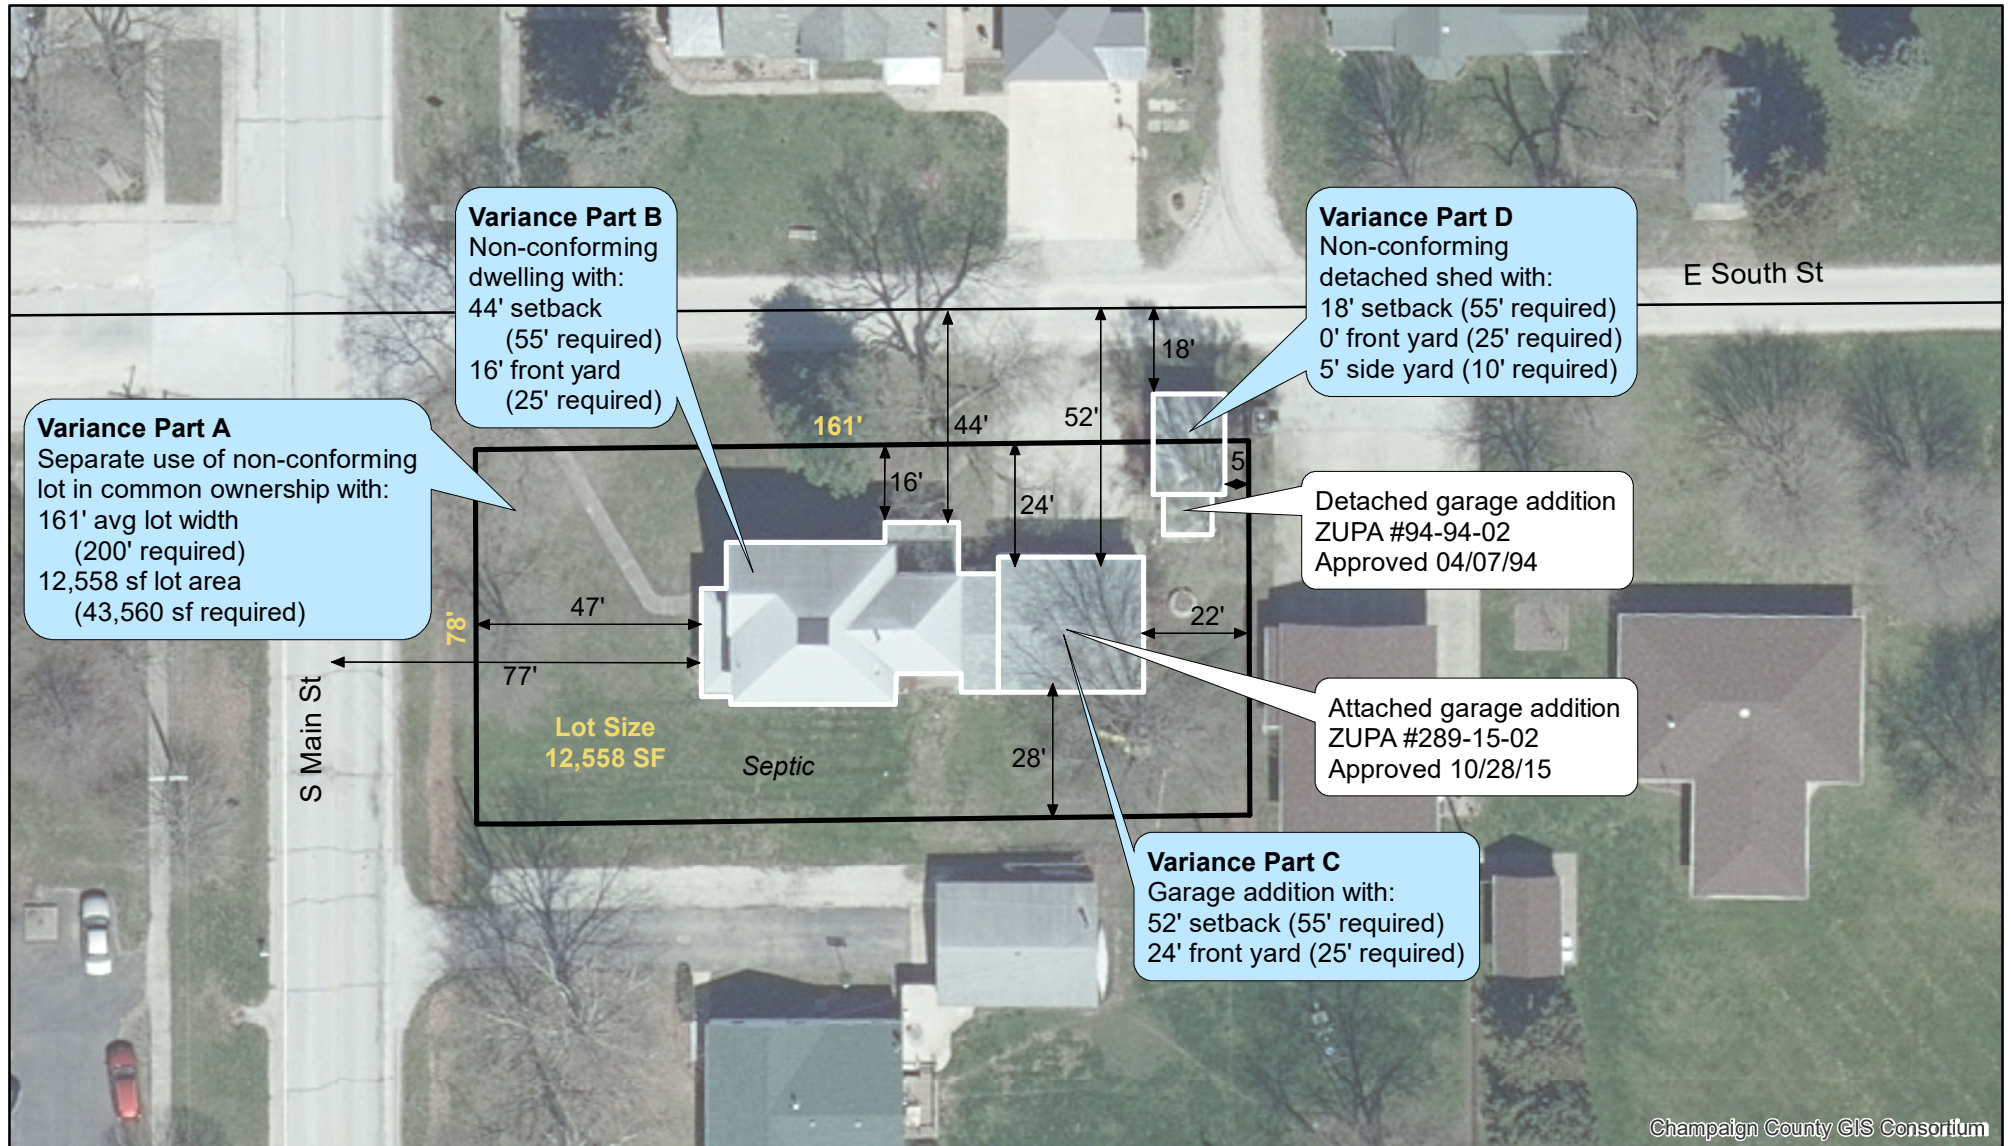 Variance Part B
Non-conforming
dwelling with:
44' setback
(55' required)
16' front yard
(25' required)
Variance Part D
Non-conforming
detached shed with:
18' setback (55' required)
0' front yard (25' required)
5' side yard (10' required)
E South St
Variance Part A
Separate use of non-conforming
lot in common ownership with:
161' avg lot width
(200' required)
12,558 sf lot area
(43,560 sf required)
161'
44'
52'
18'
16'
24'
5
Detached garage addition
ZUPA #94-94-02
Approved 04/07/94
78'
47'
77'
22'
28'
S Main St
Lot Size
12,558 SF
Septic
Attached garage addition
ZUPA #289-15-02
Approved 10/28/15
Variance Part C
Garage addition with:
52' setback (55' required)
24' front yard (25' required)
Champaign County GIS Consortium